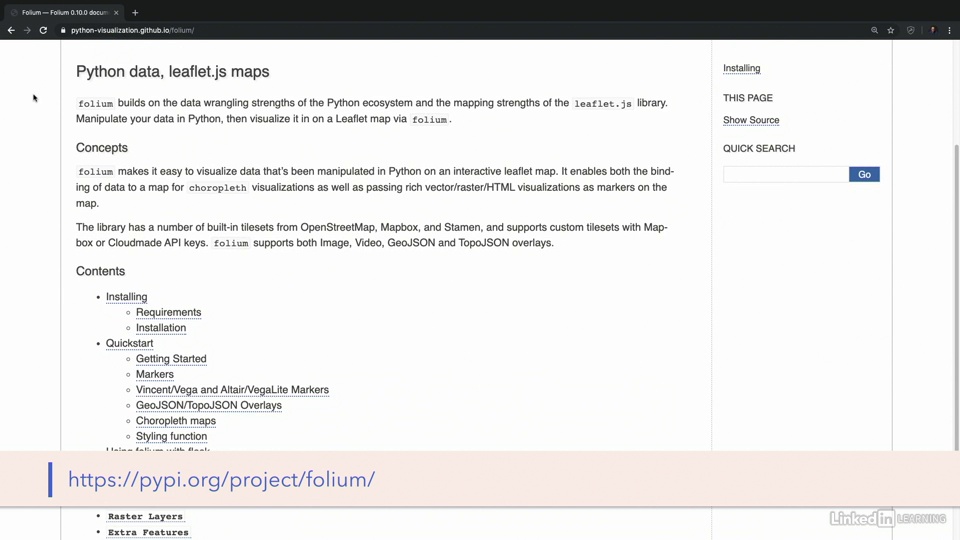 Folium — Folium 0.10.0 docum
python-visualization.github.io/folium/
Python data, leaflet.js maps
folium builds on the data wrangling strengths of the Python ecosystem and the mapping strengths of the leaflet.js library.
Manipulate your data in Python, then visualize it in on a Leaflet map via folium.
Concepts
folium makes it easy to visualize data that's been manipulated in Python on an interactive leaflet map. It enables both the bind-
ing of data to a map for choropleth visualizations as well as passing rich vector/raster/HTML visualizations as markers on the
map.
The library has a number of built-in tilesets from OpenStreetMap, Mapbox, and Stamen, and supports custom tilesets with Map-
box or Cloudmade API keys. folium supports both Image, Video, GeoJSON and TopoJSON overlays.
Contents
• Installing
◦ Requirements
◦ Installation
• Quickstart
◦ Getting Started
◦ Markers
◦ Vincent/Vega and Altair/VegaLite Markers
◦ GeoJSON/TopoJSON Overlays
◦ Choropleth maps
◦ Styling function
Using folium with flask
https://pypi.org/project/folium/
• Raster Layers
• Extra Features
Installing
THIS PAGE
Show Source
QUICK SEARCH
Go
LinkedIn LEARNING